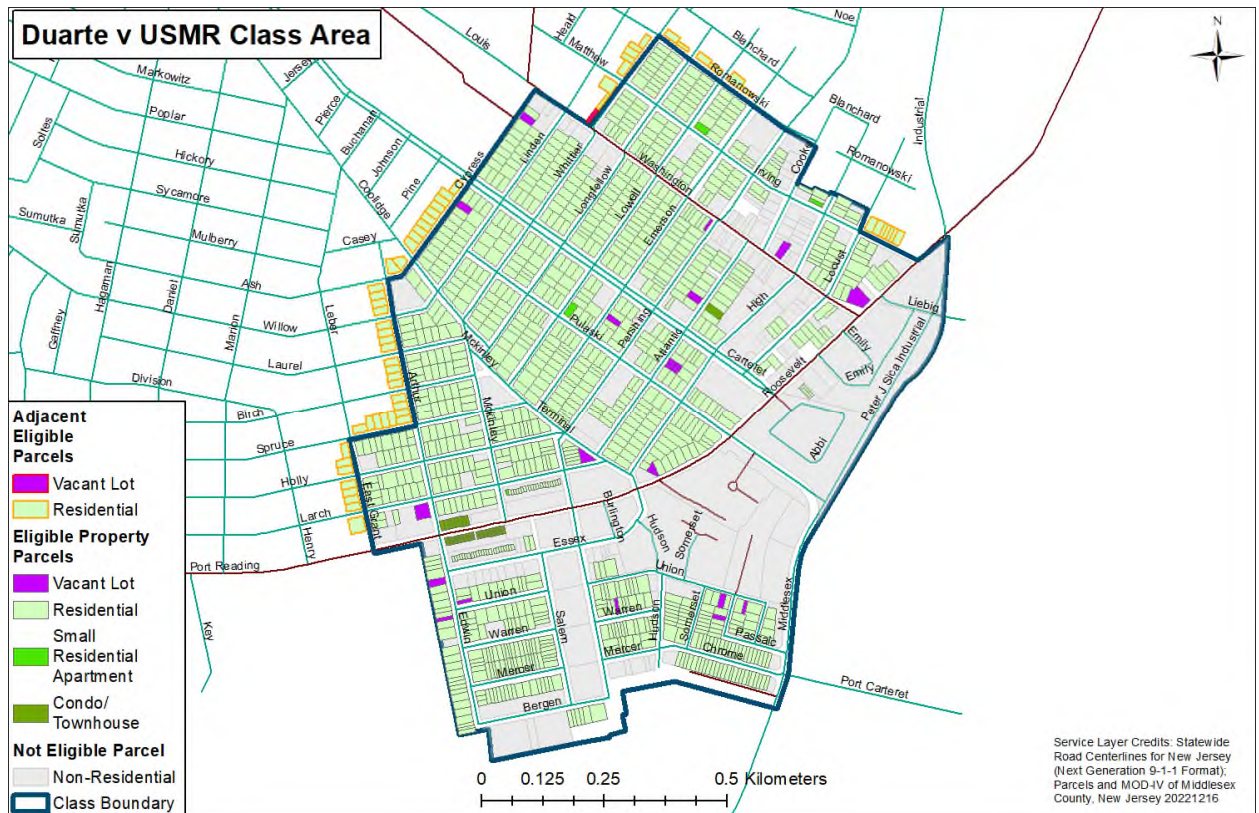 Duarte v USMR Class Area
N
Noe
Heald
Louis
Matthew
Blanchard
Romanowski
Jersey
Markowitz
Pierce
Poplar
Buchanan
Blanchard
Industrial
Soltes
Hickory
Johnson
Linden
Whittier
Washington
Irving
Cooke
Romanowski
Sycamore
Coolidge
Pine
Cypress
Longfellow
Lowell
Sumutka
Sumutka
Mulberry
Casey
Emerson
Locust
Hagaman
Daniel
Ash
Marion
Leber
Willow
Gaffney
High
Liebig
Pulaski
Pershing
Atlantic
Emily
Laurel
Mckinley
Carteret
Roosevelt
Emily
Peter J Sica Industrial
Division
Arthur
Birch
Mckinley
Terminal
Abbi
Spruce
Holly
Larch
East Grant
Henry
Burlington
Hudson
Somerset
Essex
Port Reading
Union
Union
Key
Edwin
Salem
Warren
Warren
Hudson
Somerset
Passaic
Middlesex
Mercer
Mercer
Chrome
Bergen
Port Carteret
Adjacent
Eligible
Parcels
Vacant Lot
Residential
Eligible Property
Parcels
Vacant Lot
Residential
Small
Residential
Apartment
Condo/
Townhouse
Not Eligible Parcel
Non-Residential
Class Boundary
0 0.125 0.25 0.5 Kilometers
Service Layer Credits: Statewide
Road Centerlines for New Jersey
(Next Generation 9-1-1 Format);
Parcels and MOD-IV of Middlesex
County, New Jersey 20221216